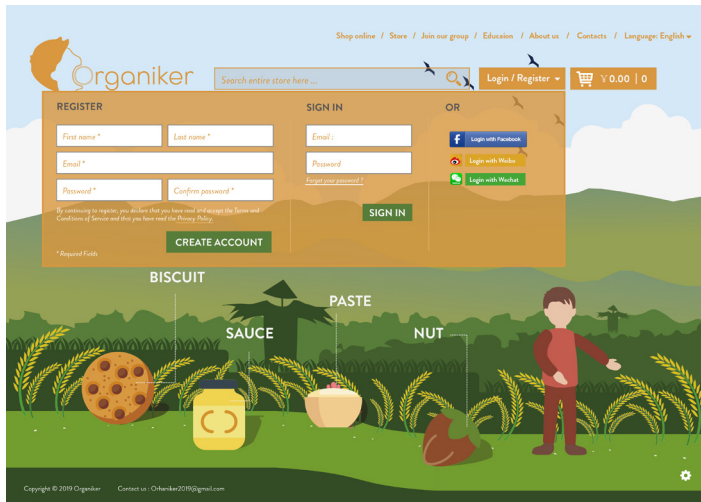 Shop online / Store / Join our group / Educaion / About us / Contacts / Language: English
Organiker
Search entire store here ...
Login / Register
¥0.00 | 0
REGISTER
First name *
Last name *
Email *
Password *
Confirm password *
By continuing to register, you declare that you have read and accept the Terms and
Conditions of Service and that you have read the Privacy Policy.
CREATE ACCOUNT
* Required Fields
SIGN IN
Email :
Password
Forgot your password ?
SIGN IN
OR
Login with Facebook
Login with Weibo
Login with Wechat
BISCUIT
SAUCE
PASTE
NUT
Copyright © 2019 Organiker
Contact us : Orhaniker2019@gmail.com